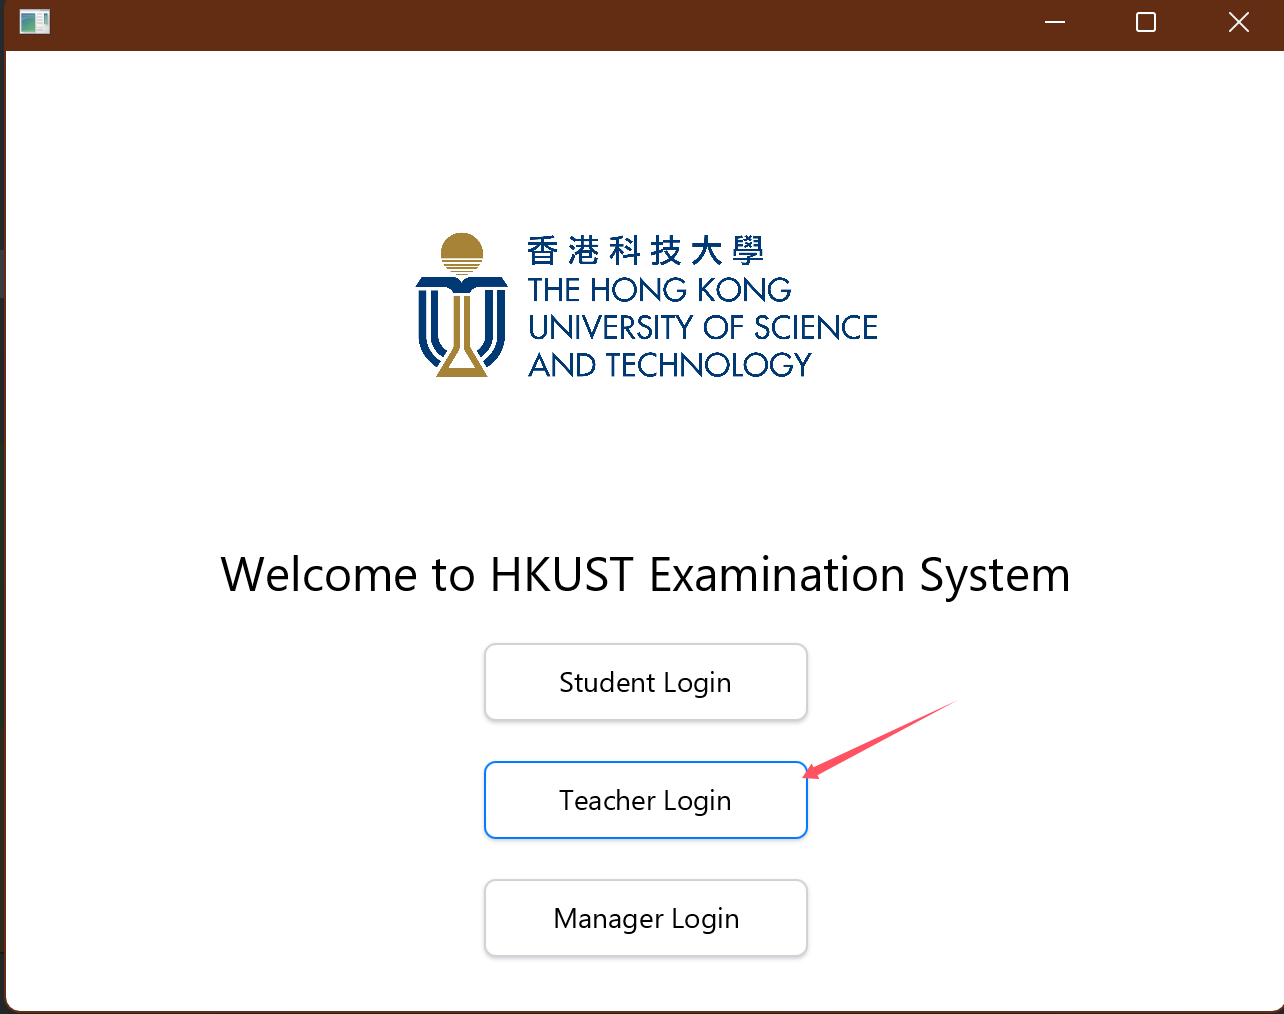 香港科技大學
THE HONG KONG
UNIVERSITY OF SCIENCE
AND TECHNOLOGY
Welcome to HKUST Examination System
Student Login
Teacher Login
Manager Login